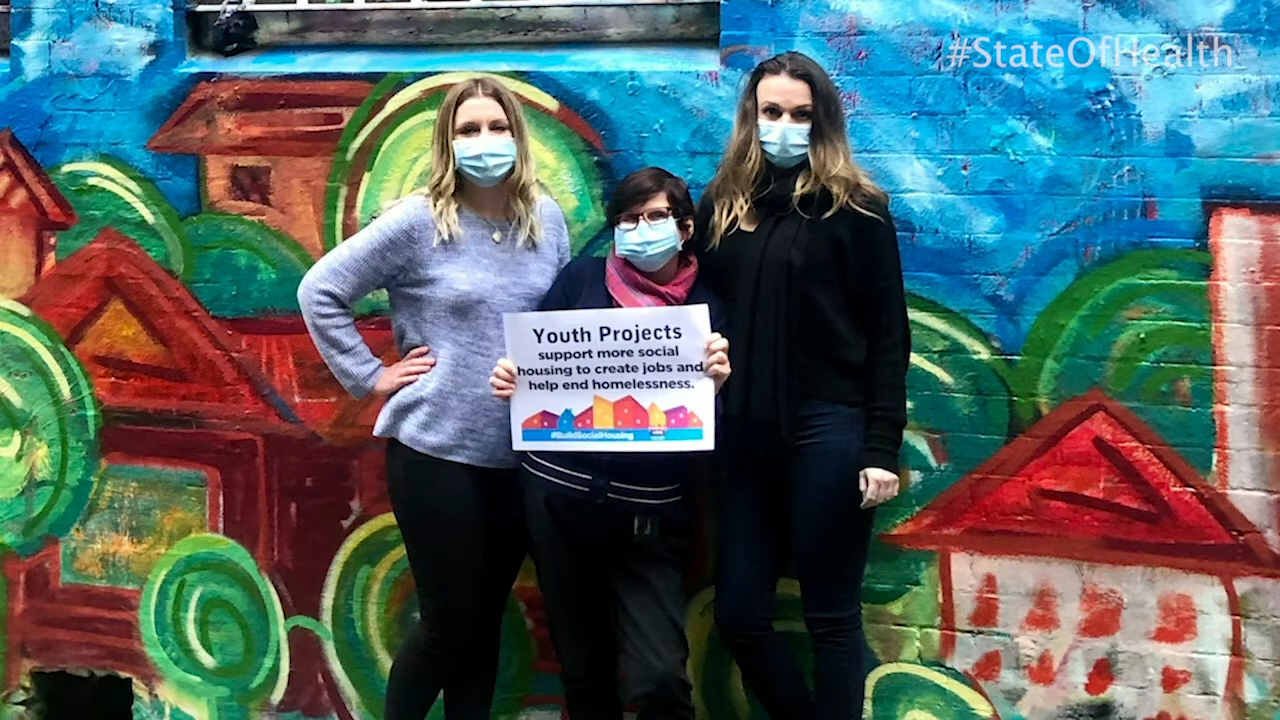 #StateOfHealth
Youth Projects
support more social
housing to create jobs and
help end homelessness.
#BuildSocialHousing